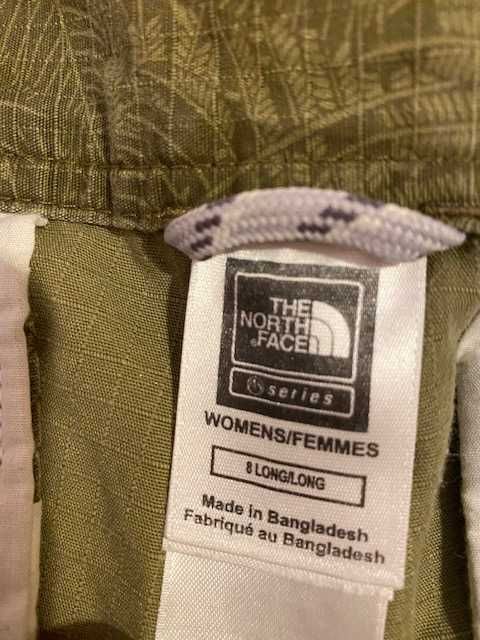 THE
NORTH
FACE
series
WOMENS/FEMMES
8 LONG/LONG
Made in Bangladesh
Fabriqué au Bangladesh